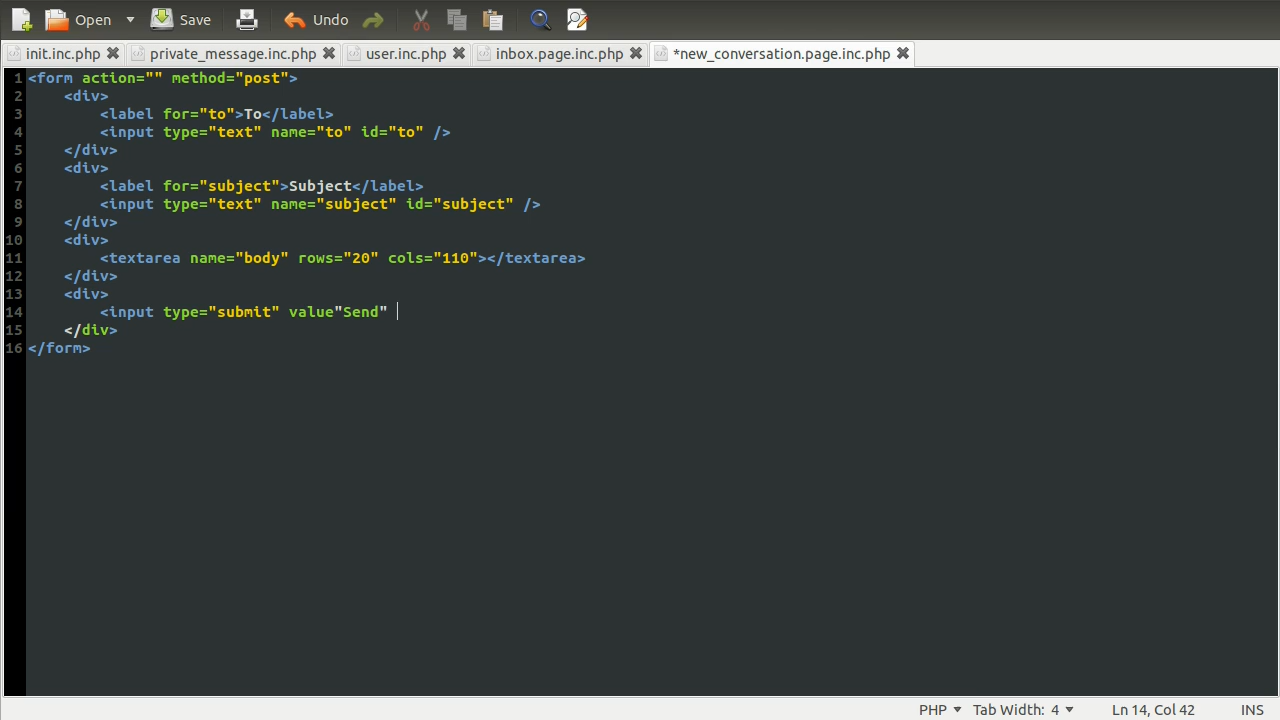 Open Save Undo
init.inc.php private_message.inc.php user.inc.php inbox.page.inc.php *new_conversation.page.inc.php
1 <form action="" method="post">
2 <div>
3 <label for="to">To</label>
4 <input type="text" name="to" id="to" />
5 </div>
6 <div>
7 <label for="subject">Subject</label>
8 <input type="text" name="subject" id="subject" />
9 </div>
10 <div>
11 <textarea name="body" rows="20" cols="110"></textarea>
12 </div>
13 <div>
14 <input type="submit" value"Send"
15 </div>
16 </form>
PHP Tab Width: 4 Ln 14, Col 42 INS